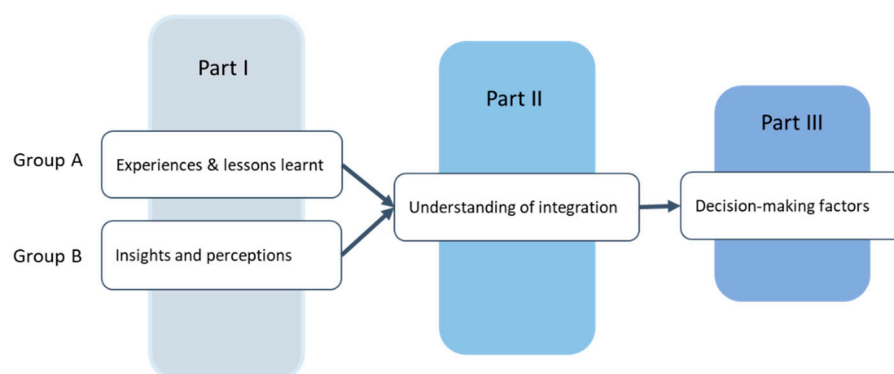 Part I
Part II
Part III
Group A
Experiences & lessons learnt
Understanding of integration
Decision-making factors
Group B
Insights and perceptions